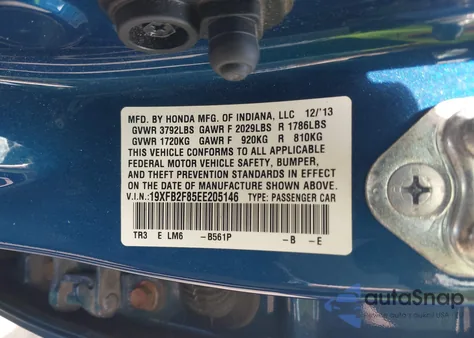 MFD. BY HONDA MFG. OF INDIANA, LLC 12/'13
GVWR 3792LBS GAWR F 2029LBS R 1786LBS
GVWR 1720KG GAWR F 920KG R 810KG
THIS VEHICLE CONFORMS TO ALL APPLICABLE
FEDERAL MOTOR VEHICLE SAFETY, BUMPER,
AND THEFT PREVENTION STANDARDS IN EFFECT
ON THE DATE OF MANUFACTURE SHOWN ABOVE.
V.I.N.:19XFB2F85EE205146 TYPE: PASSENGER CAR
TR3 E LM6 -B561P -B -E
autoSnap